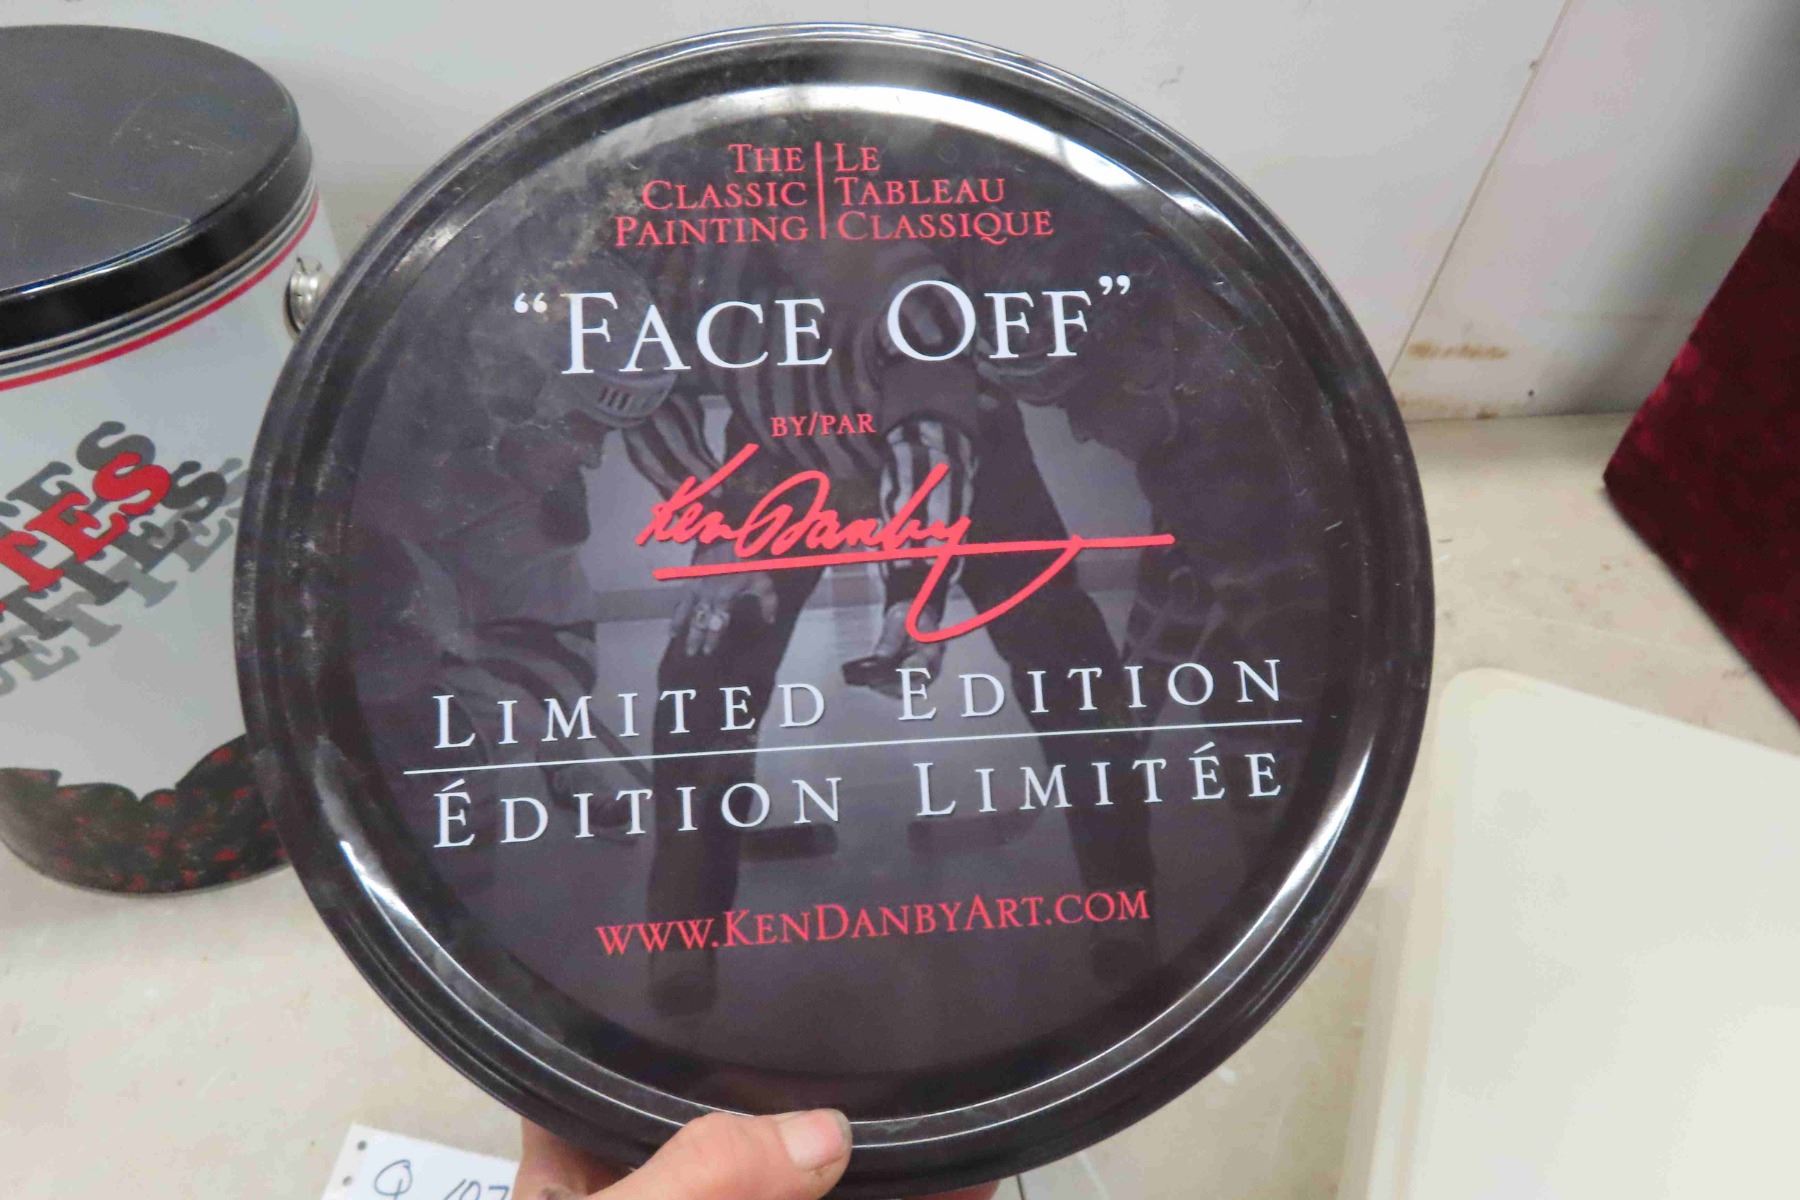 THE
CLASSIC
PAINTING
LE
TABLEAU
CLASSIQUE
“FACE OFF”
BY/PAR
Ken Danby
LIMITED EDITION
ÉDITION LIMITÉE
WWW.KENDANBYART.COM